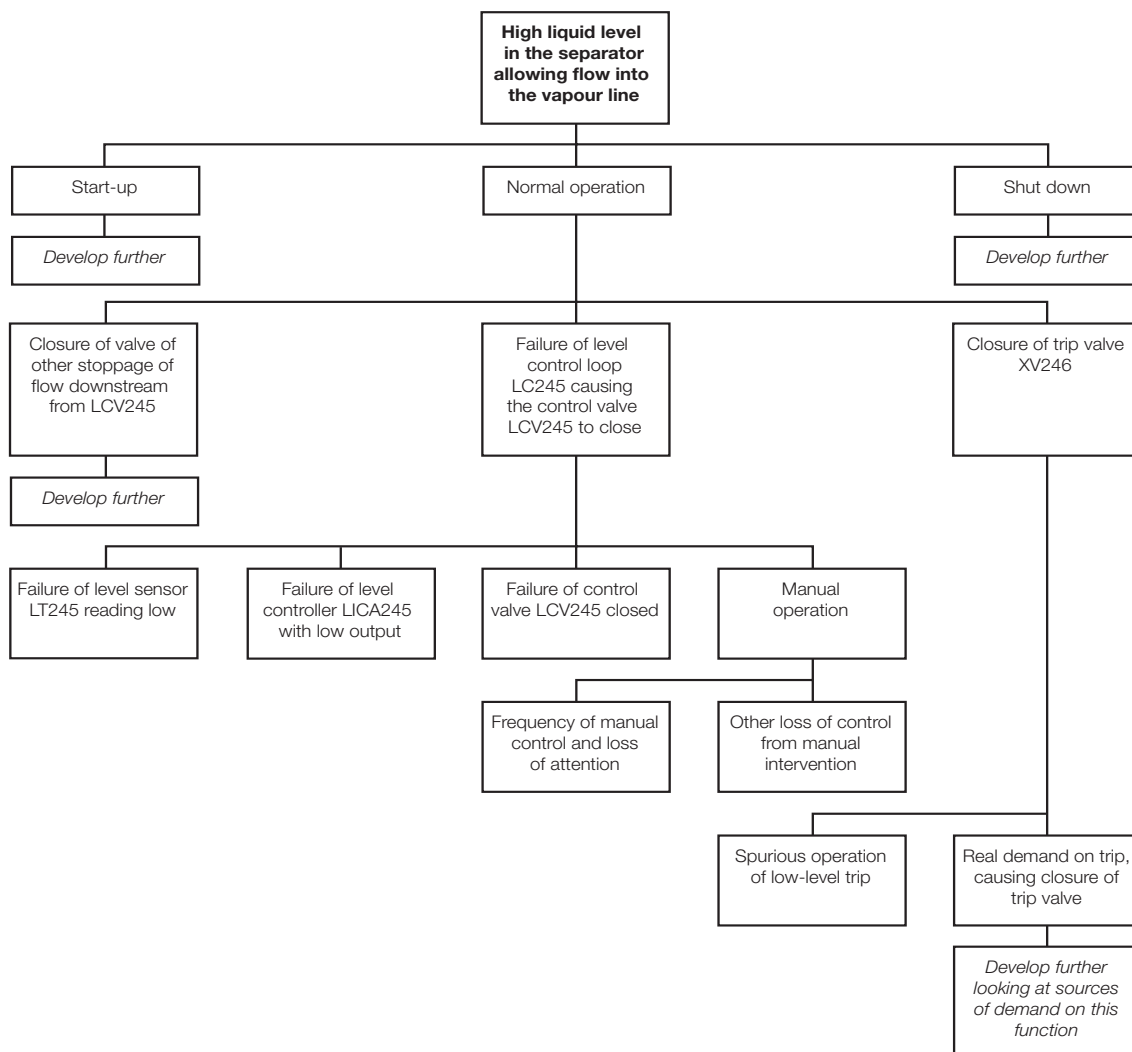 High liquid level
in the separator
allowing flow into
the vapour line
Start-up
Normal operation
Shut down
Develop further
Develop further
Closure of valve of
other stoppage of
flow downstream
from LCV245
Failure of level
control loop
LC245 causing
the control valve
LCV245 to close
Closure of trip valve
XV246
Develop further
Failure of level sensor
LT245 reading low
Failure of level
controller LICA245
with low output
Failure of control
valve LCV245 closed
Manual
operation
Frequency of manual
control and loss
of attention
Other loss of control
from manual
intervention
Spurious operation
of low-level trip
Real demand on trip,
causing closure of
trip valve
Develop further
looking at sources
of demand on this
function